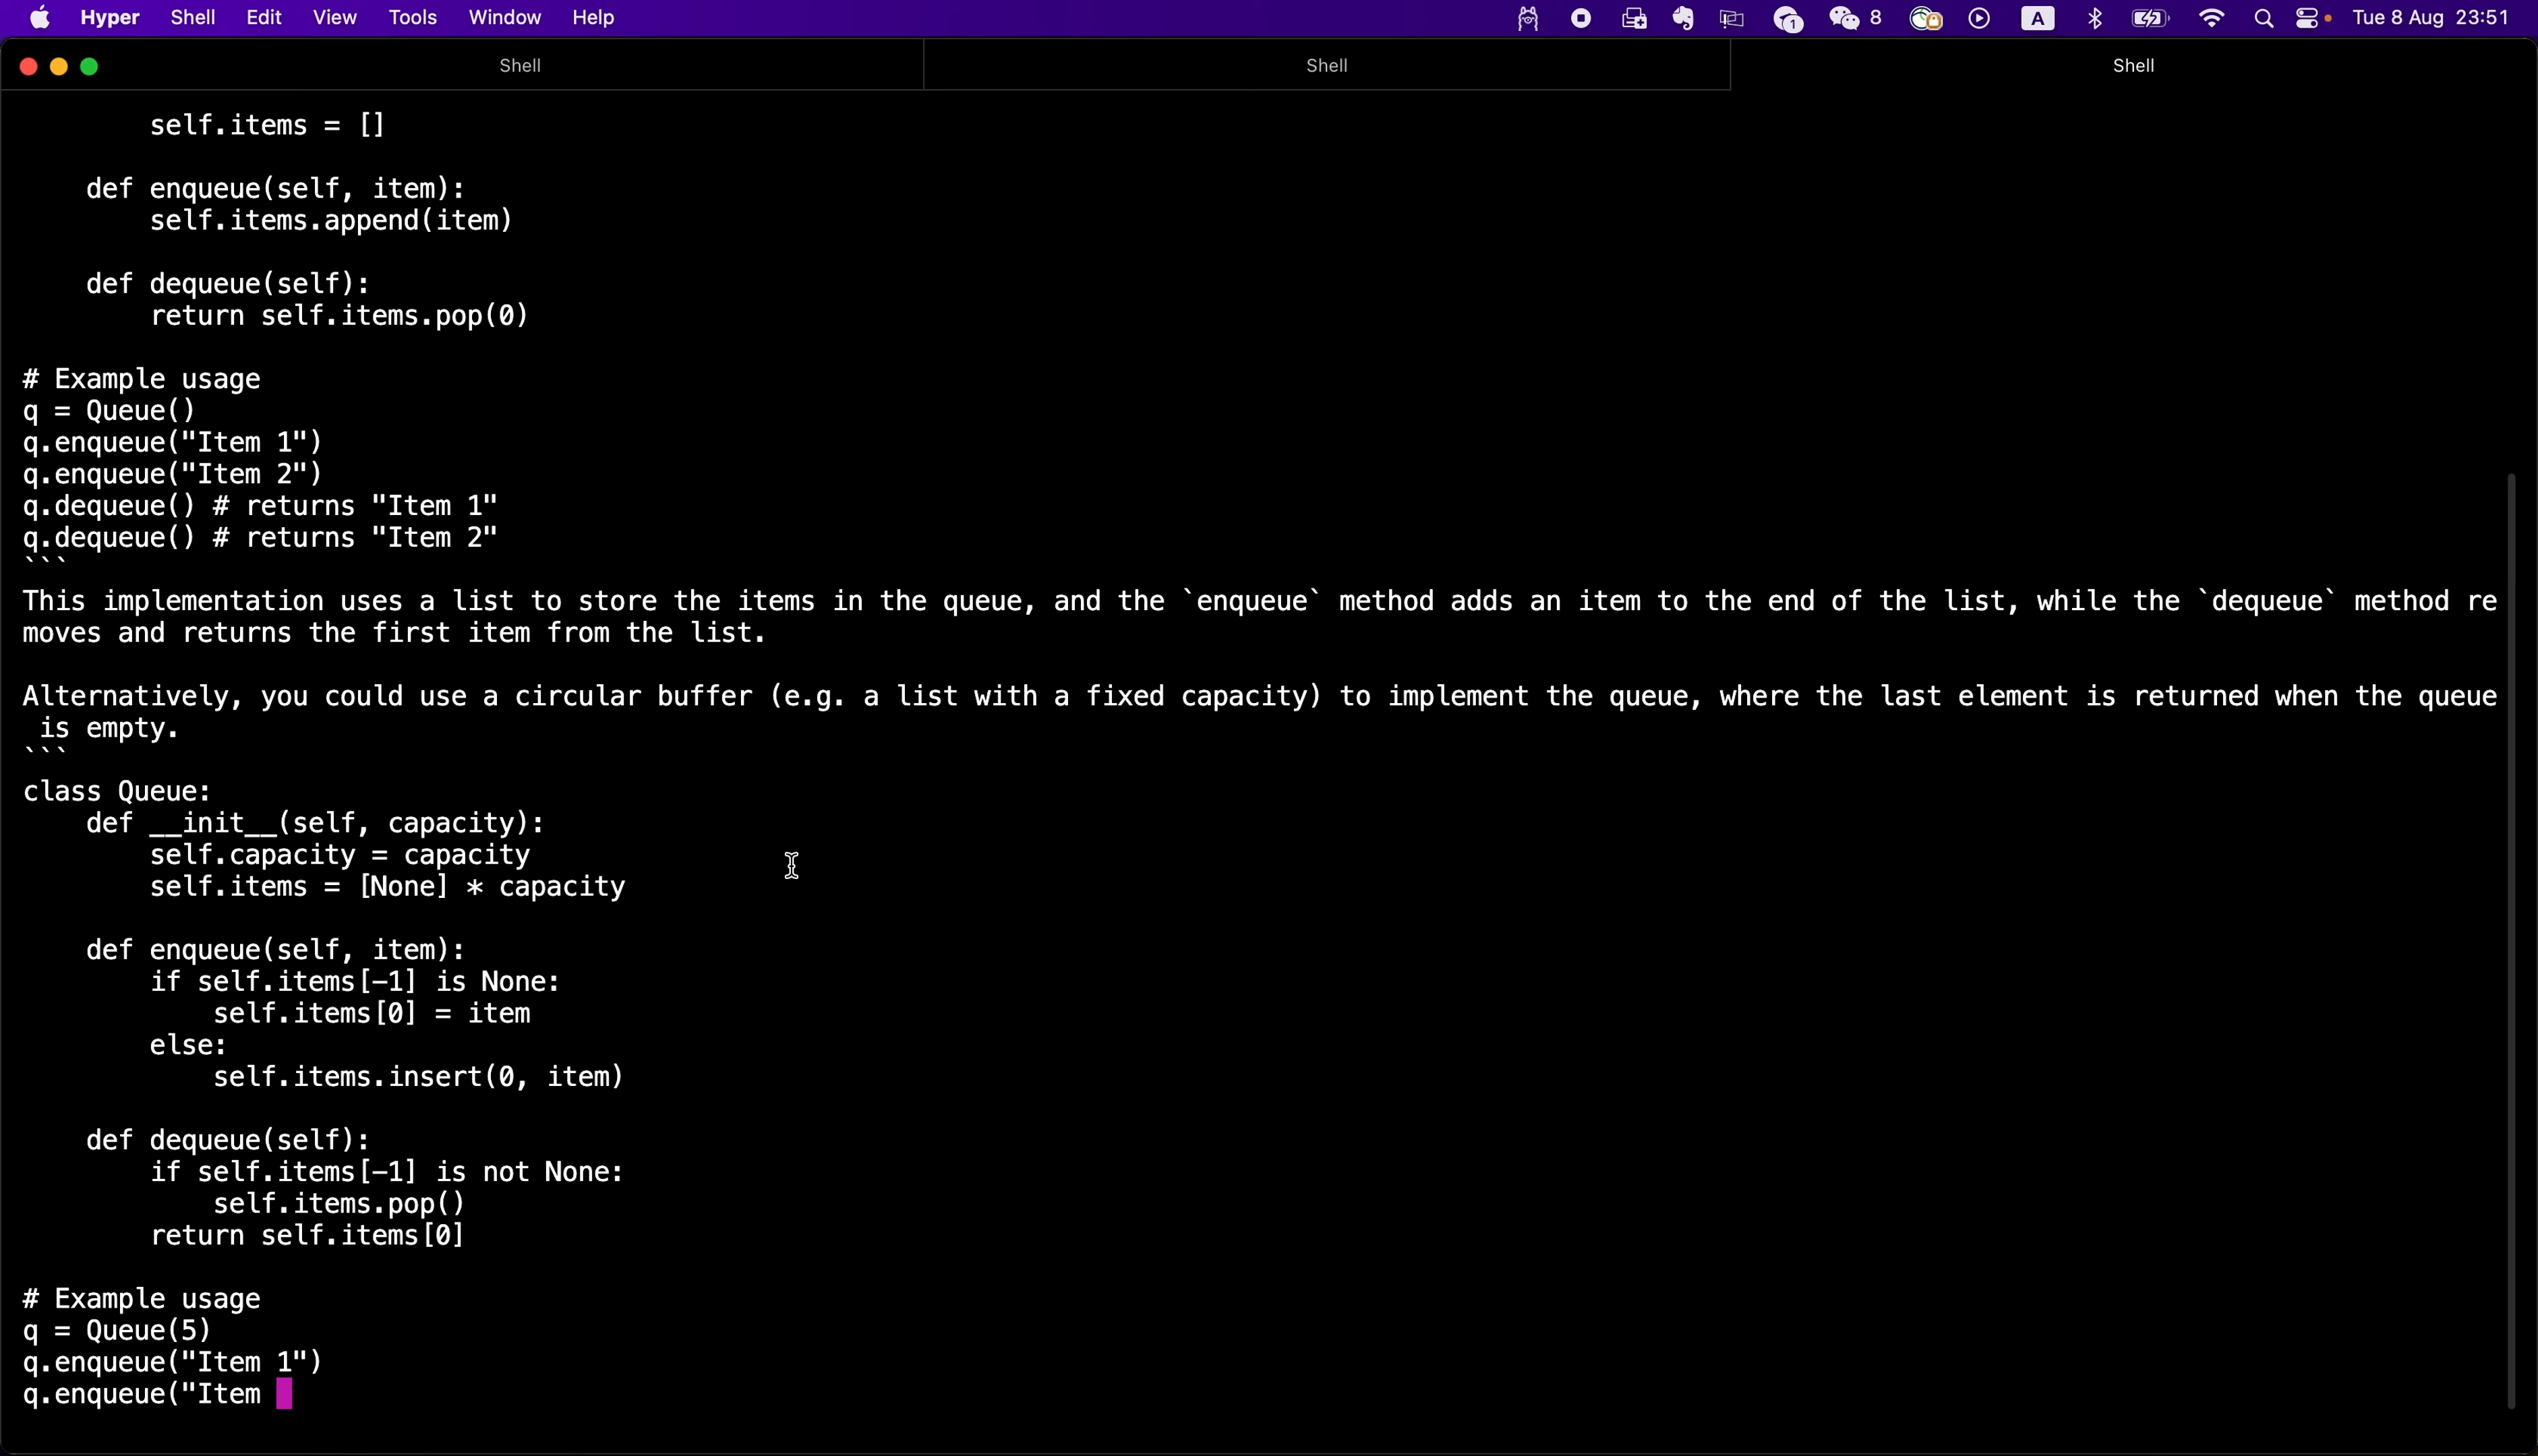 Hyper Shell Edit View Tools Window Help 1 8 A Tue 8 Aug 23:51
Shell Shell Shell
        self.items = []
    def enqueue(self, item):
        self.items.append(item)
    def dequeue(self):
        return self.items.pop(0)
# Example usage
q = Queue()
q.enqueue("Item 1")
q.enqueue("Item 2")
q.dequeue() # returns "Item 1"
q.dequeue() # returns "Item 2"
```
This implementation uses a list to store the items in the queue, and the `enqueue` method adds an item to the end of the list, while the `dequeue` method re
moves and returns the first item from the list.
Alternatively, you could use a circular buffer (e.g. a list with a fixed capacity) to implement the queue, where the last element is returned when the queue
 is empty.
```
class Queue:
    def __init__(self, capacity):
        self.capacity = capacity
        self.items = [None] * capacity
    def enqueue(self, item):
        if self.items[-1] is None:
            self.items[0] = item
        else:
            self.items.insert(0, item)
    def dequeue(self):
        if self.items[-1] is not None:
            self.items.pop()
        return self.items[0]
# Example usage
q = Queue(5)
q.enqueue("Item 1")
q.enqueue("Item